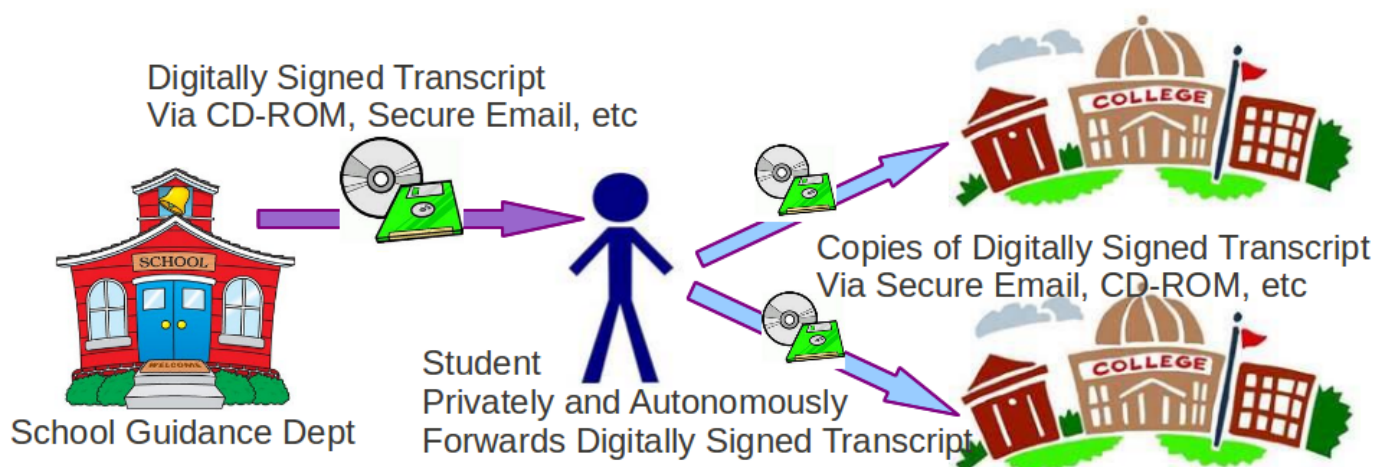 Digitally Signed Transcript
Via CD-ROM, Secure Email, etc
SCHOOL
WELCOME
School Guidance Dept
Student
Privately and Autonomously
Forwards Digitally Signed Transcript
COLLEGE
Copies of Digitally Signed Transcript
Via Secure Email, CD-ROM, etc
COLLEGE